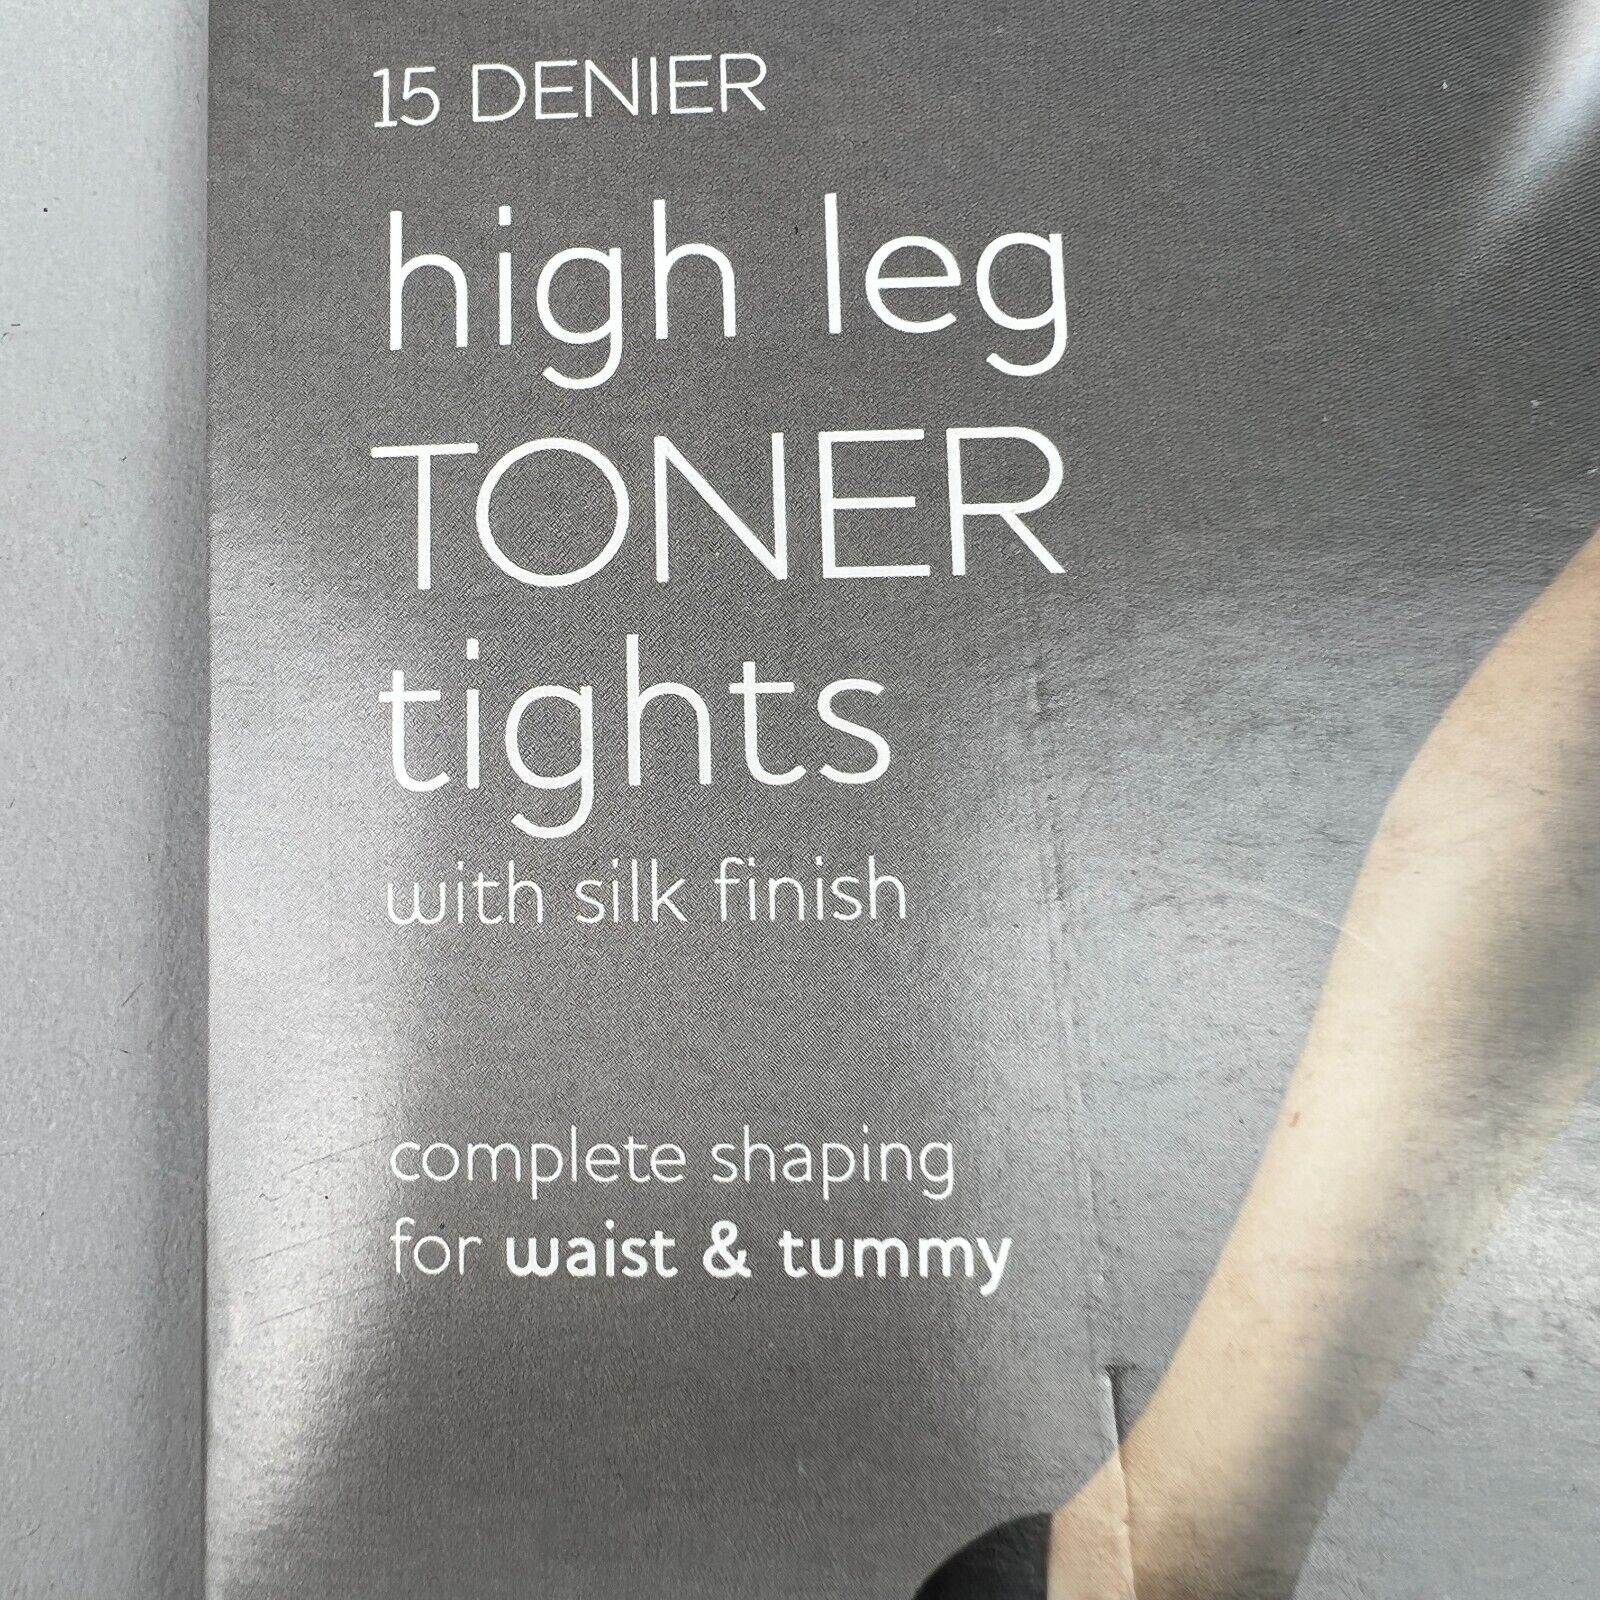 15 DENIER
high leg
TONER
tights
with silk finish
complete shaping
for waist & tummy